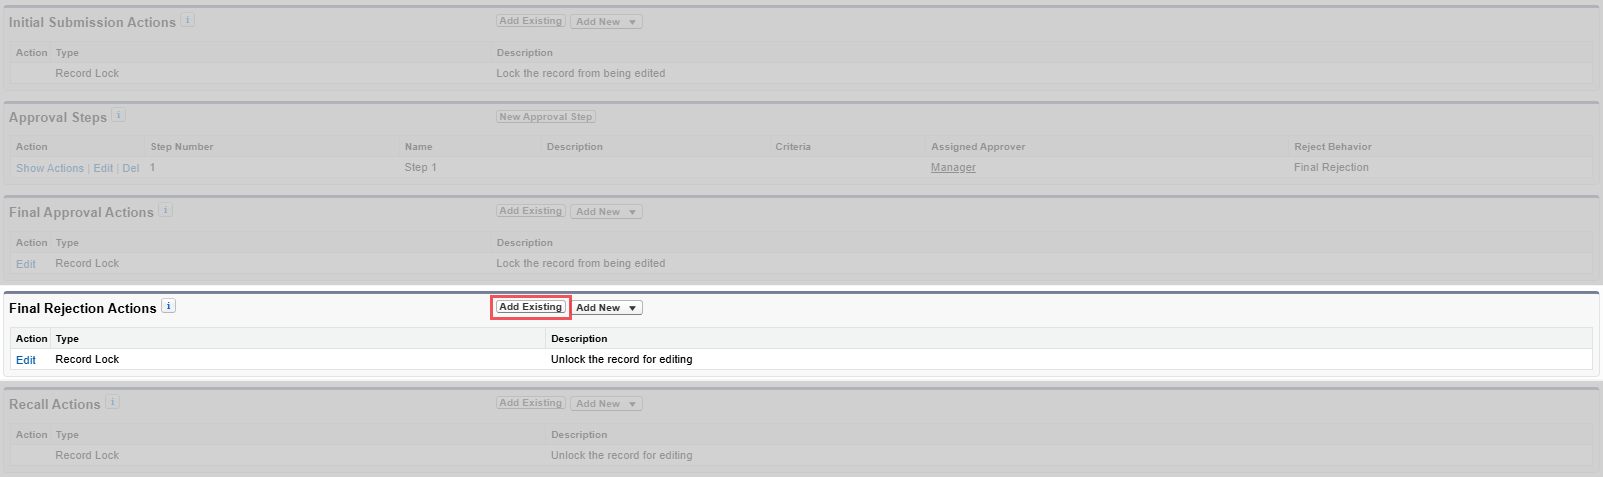 Initial Submission Actions i Add Existing Add New
Action Type Description
Record Lock Lock the record from being edited
Approval Steps i New Approval Step
Action Step Number Name Description Criteria Assigned Approver Reject Behavior
Show Actions | Edit | Del 1 Step 1 Manager Final Rejection
Final Approval Actions i Add Existing Add New
Action Type Description
Edit Record Lock Lock the record from being edited
Final Rejection Actions i Add Existing Add New
Action Type Description
Edit Record Lock Unlock the record for editing
Recall Actions i Add Existing Add New
Action Type Description
Record Lock Unlock the record for editing